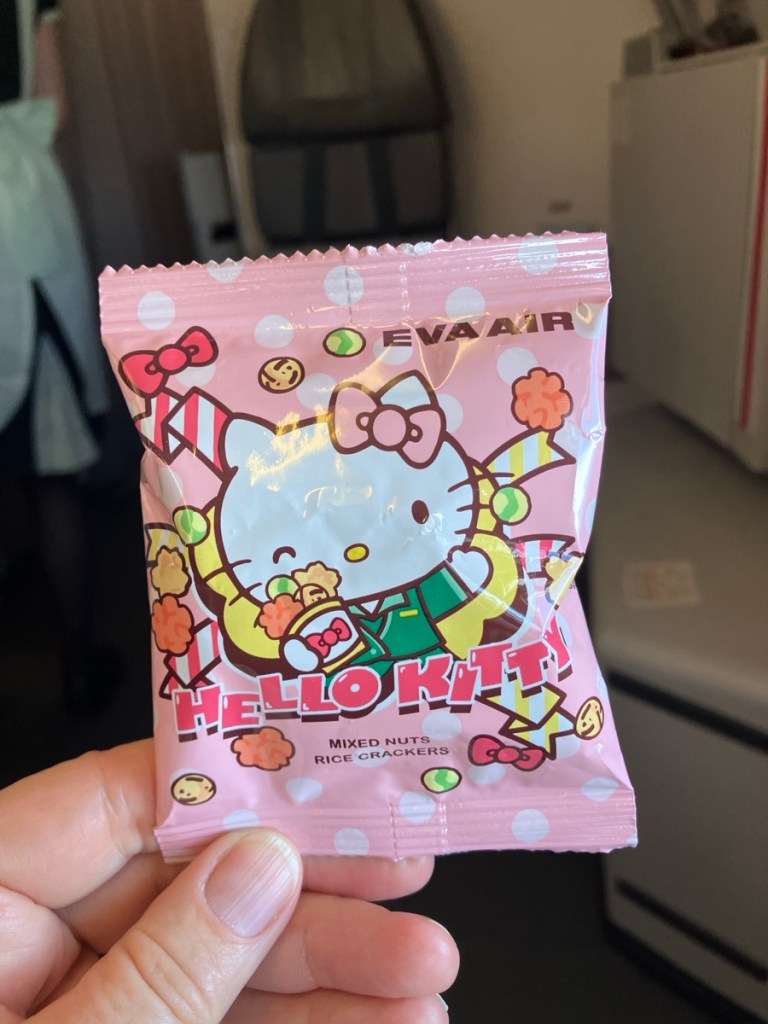 EVA AIR
HELLO KITTY
MIXED NUTS
RICE CRACKERS